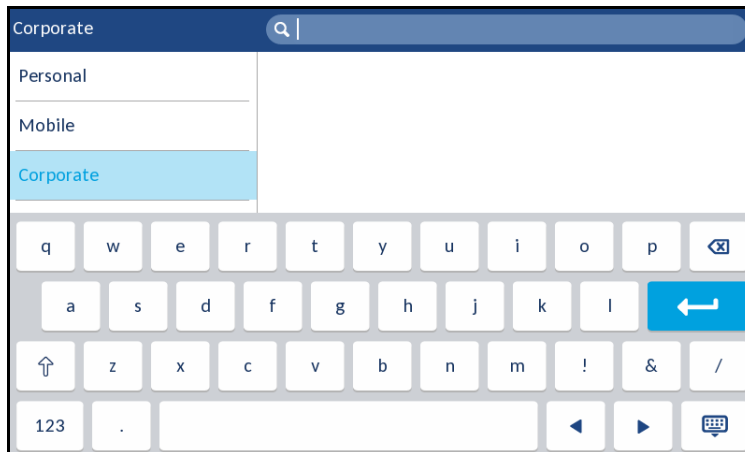 Corporate
Personal
Mobile
Corporate
q w e r t y u i o p
a s d f g h j k l
z x c v b n m ! & /
123 .